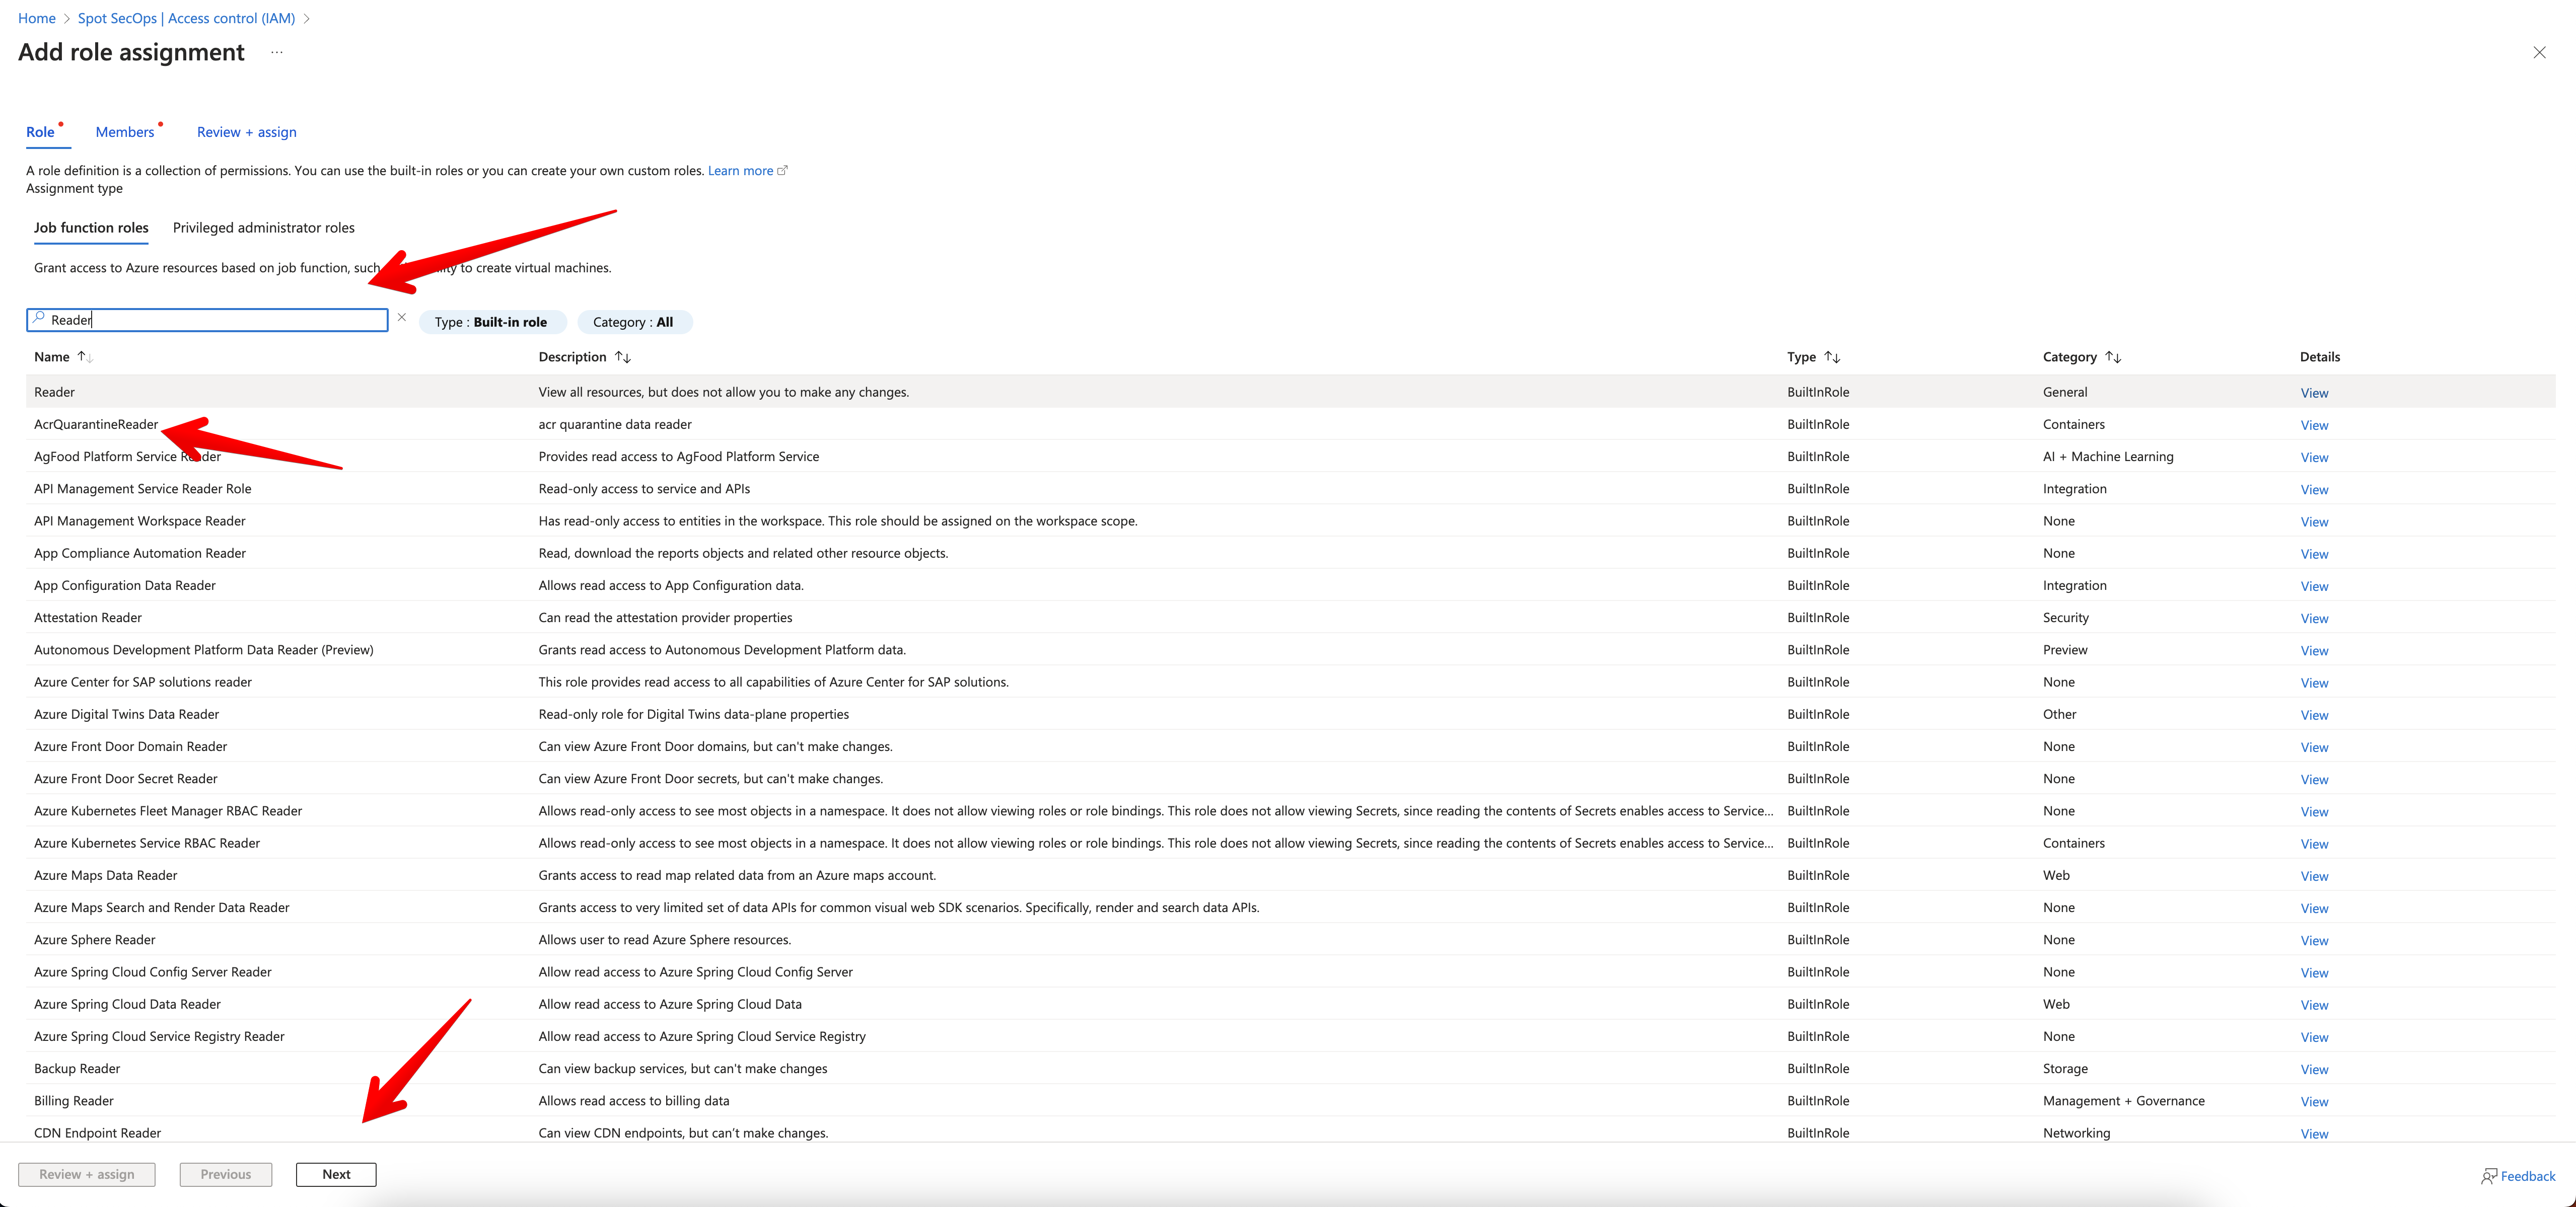 Home > Spot SecOps | Access control (IAM) >
Add role assignment ...
Role Members Review + assign
A role definition is a collection of permissions. You can use the built-in roles or you can create your own custom roles. Learn more
Assignment type
Job function roles Privileged administrator roles
Grant access to Azure resources based on job function, such to create virtual machines.
Reader Type : Built-in role Category : All
Name Description Type Category Details
Reader View all resources, but does not allow you to make any changes. BuiltInRole General View
AcrQuarantineReader acr quarantine data reader BuiltInRole Containers View
AgFood Platform Service Reader Provides read access to AgFood Platform Service BuiltInRole AI + Machine Learning View
API Management Service Reader Role Read-only access to service and APIs BuiltInRole Integration View
API Management Workspace Reader Has read-only access to entities in the workspace. This role should be assigned on the workspace scope. BuiltInRole None View
App Compliance Automation Reader Read, download the reports objects and related other resource objects. BuiltInRole None View
App Configuration Data Reader Allows read access to App Configuration data. BuiltInRole Integration View
Attestation Reader Can read the attestation provider properties BuiltInRole Security View
Autonomous Development Platform Data Reader (Preview) Grants read access to Autonomous Development Platform data. BuiltInRole Preview View
Azure Center for SAP solutions reader This role provides read access to all capabilities of Azure Center for SAP solutions. BuiltInRole None View
Azure Digital Twins Data Reader Read-only role for Digital Twins data-plane properties BuiltInRole Other View
Azure Front Door Domain Reader Can view Azure Front Door domains, but can't make changes. BuiltInRole None View
Azure Front Door Secret Reader Can view Azure Front Door secrets, but can't make changes. BuiltInRole None View
Azure Kubernetes Fleet Manager RBAC Reader Allows read-only access to see most objects in a namespace. It does not allow viewing roles or role bindings. This role does not allow viewing Secrets, since reading the contents of Secrets enables access to Service... BuiltInRole None View
Azure Kubernetes Service RBAC Reader Allows read-only access to see most objects in a namespace. It does not allow viewing roles or role bindings. This role does not allow viewing Secrets, since reading the contents of Secrets enables access to Service... BuiltInRole Containers View
Azure Maps Data Reader Grants access to read map related data from an Azure maps account. BuiltInRole Web View
Azure Maps Search and Render Data Reader Grants access to very limited set of data APIs for common visual web SDK scenarios. Specifically, render and search data APIs. BuiltInRole None View
Azure Sphere Reader Allows user to read Azure Sphere resources. BuiltInRole None View
Azure Spring Cloud Config Server Reader Allow read access to Azure Spring Cloud Config Server BuiltInRole None View
Azure Spring Cloud Data Reader Allow read access to Azure Spring Cloud Data BuiltInRole Web View
Azure Spring Cloud Service Registry Reader Allow read access to Azure Spring Cloud Service Registry BuiltInRole None View
Backup Reader Can view backup services, but can't make changes BuiltInRole Storage View
Billing Reader Allows read access to billing data BuiltInRole Management + Governance View
CDN Endpoint Reader Can view CDN endpoints, but can't make changes. BuiltInRole Networking View
Review + assign Previous Next Feedback